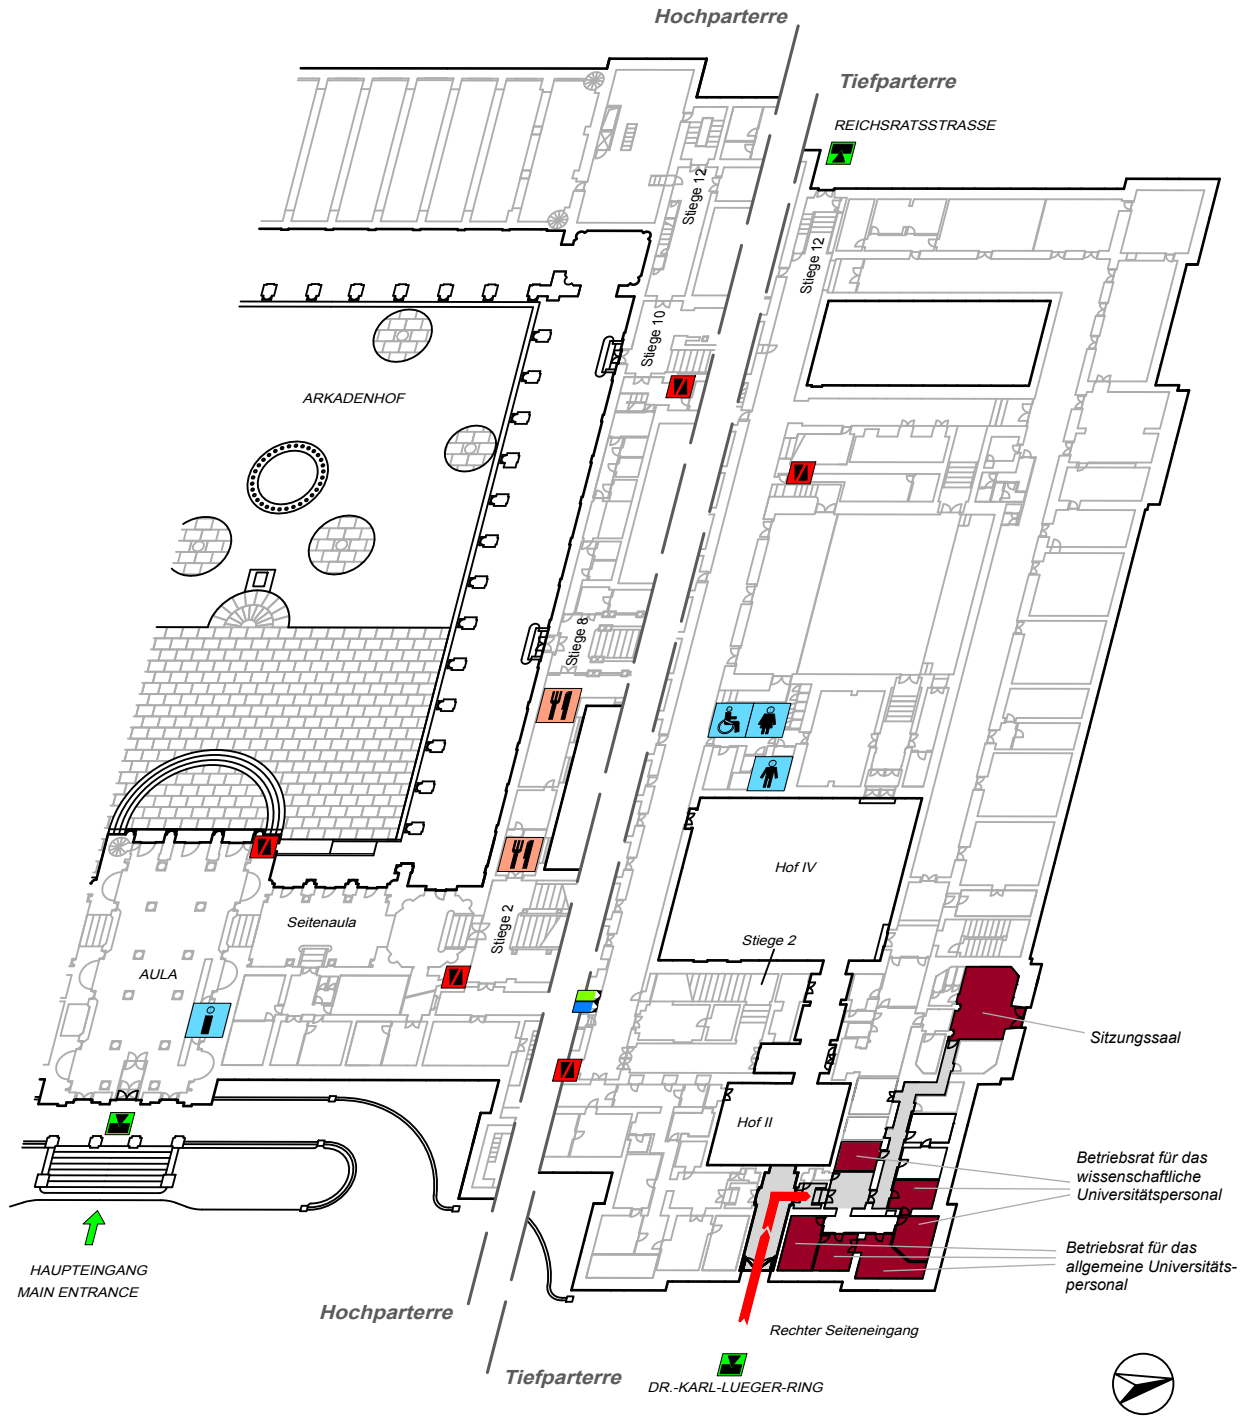 Hochparterre
Tiefparterre
REICHSRATSSTRASSE
Stiege 12
Stiege 12
Stiege 10
ARKADENHOF
Stiege 8
Hof IV
Seitenaula
Stiege 2
Stiege 2
AULA
Sitzungssaal
Hof II
Betriebsrat für das
wissenschaftliche
Universitätspersonal
Betriebsrat für das
allgemeine Universitäts-
personal
HAUPTEINGANG
MAIN ENTRANCE
Hochparterre
Rechter Seiteneingang
Tiefparterre
DR.-KARL-LUEGER-RING